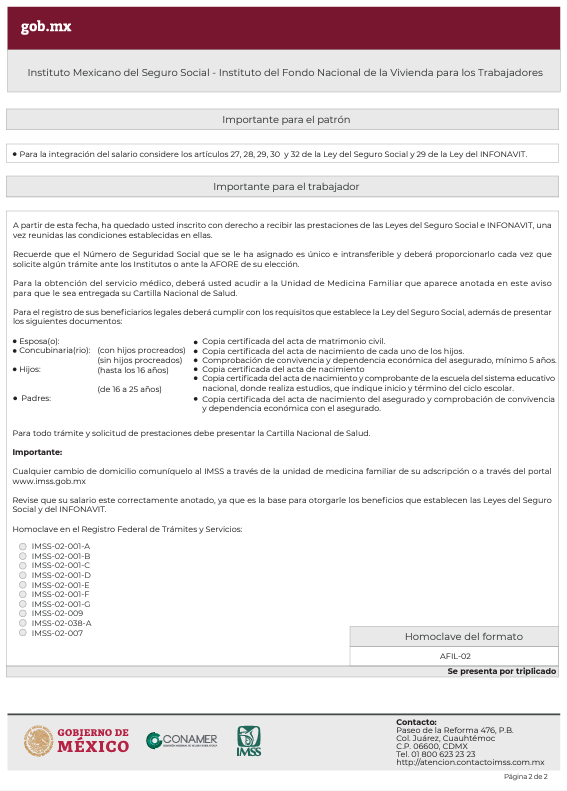 gob.mx
Instituto Mexicano del Seguro Social - Instituto del Fondo Nacional de la Vivienda para los Trabajadores
Importante para el patrón
● Para la integración del salario considere los artículos 27, 28, 29, 30 y 32 de la Ley del Seguro Social y 29 de la Ley del INFONAVIT.
Importante para el trabajador
A partir de esta fecha, ha quedado usted inscrito con derecho a recibir las prestaciones de las Leyes del Seguro Social e INFONAVIT, una
vez reunidas las condiciones establecidas en ellas.
Recuerde que el Número de Seguridad Social que se le ha asignado es único e intransferible y deberá proporcionarlo cada vez que
solicite algún trámite ante los Institutos o ante la AFORE de su elección.
Para la obtención del servicio médico, deberá usted acudir a la Unidad de Medicina Familiar que aparece anotada en este aviso
para que le sea entregada su Cartilla Nacional de Salud.
Para el registro de sus beneficiarios legales deberá cumplir con los requisitos que establece la Ley del Seguro Social, además de presentar
los siguientes documentos:
● Esposa(o): ● Copia certificada del acta de matrimonio civil.
● Concubinaria(rio): (con hijos procreados) ● Copia certificada del acta de nacimiento de cada uno de los hijos.
(sin hijos procreados) ● Comprobación de convivencia y dependencia económica del asegurado, mínimo 5 años.
● Hijos: (hasta los 16 años) ● Copia certificada del acta de nacimiento
● Copia certificada del acta de nacimiento y comprobante de la escuela del sistema educativo
(de 16 a 25 años) nacional, donde realiza estudios, que indique inicio y término del ciclo escolar.
● Padres: ● Copia certificada del acta de nacimiento del asegurado y comprobación de convivencia
y dependencia económica con el asegurado.
Para todo trámite y solicitud de prestaciones debe presentar la Cartilla Nacional de Salud.
Importante:
Cualquier cambio de domicilio comuníquelo al IMSS a través de la unidad de medicina familiar de su adscripción o a través del portal
www.imss.gob.mx
Revise que su salario este correctamente anotado, ya que es la base para otorgarle los beneficios que establecen las Leyes del Seguro
Social y del INFONAVIT.
Homoclave en el Registro Federal de Trámites y Servicios:
IMSS-02-001-A
IMSS-02-001-B
IMSS-02-001-C
IMSS-02-001-D
IMSS-02-001-E
IMSS-02-001-F
IMSS-02-001-G
IMSS-02-009
IMSS-02-038-A
IMSS-02-007
Homoclave del formato
AFIL-02
Se presenta por triplicado
GOBIERNO DE
MÉXICO
CONAMER
IMSS
Contacto:
Paseo de la Reforma 476, P.B.
Col. Juárez, Cuauhtémoc
C.P. 06600, CDMX
Tel. 01 800 623 23 23
http://atencion.contactoimss.com.mx
Página 2 de 2